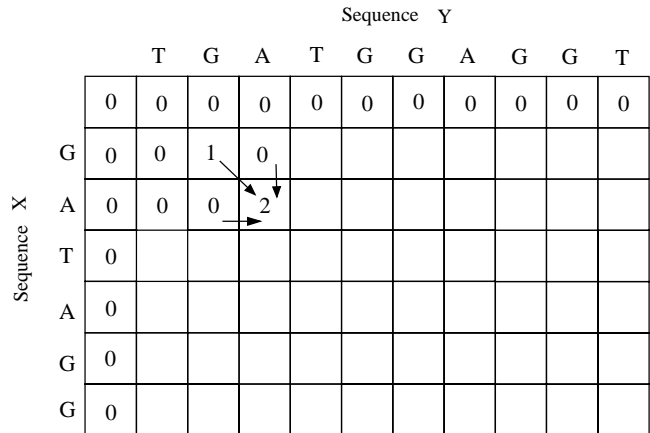 Sequence Y
T G A T G G A G G T
0 0 0 0 0 0 0 0 0 0 0
G 0 0 1 0
A 0 0 0 2
T 0
A 0
G 0
G 0
Sequence X